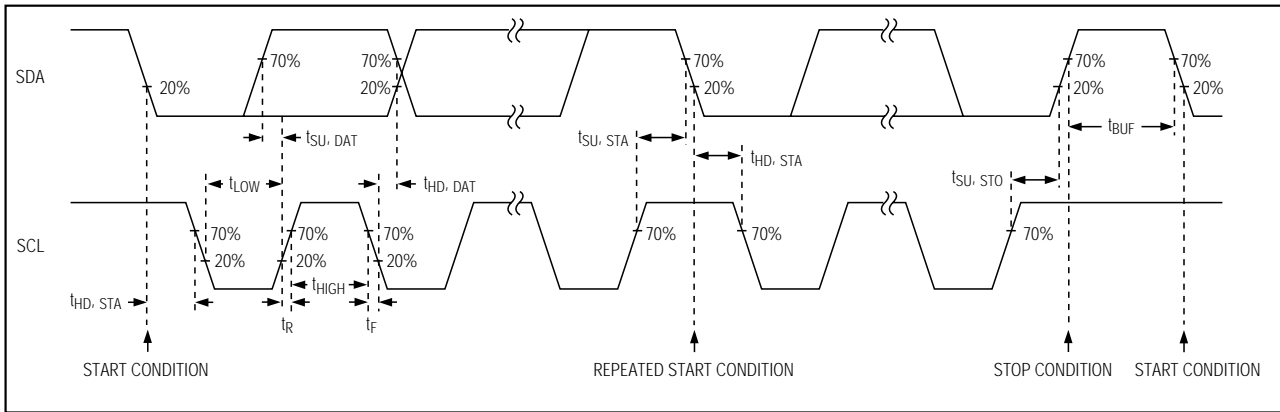 SDA
20%
70%
70%
20%
70%
20%
70%
20%
70%
20%
tSU, DAT
tSU, STA
tHD, STA
tBUF
tLOW
tHD, DAT
tSU, STO
SCL
70%
20%
70%
20%
70%
20%
70%
70%
70%
tHD, STA
tHIGH
tR
tF
START CONDITION
REPEATED START CONDITION
STOP CONDITION
START CONDITION